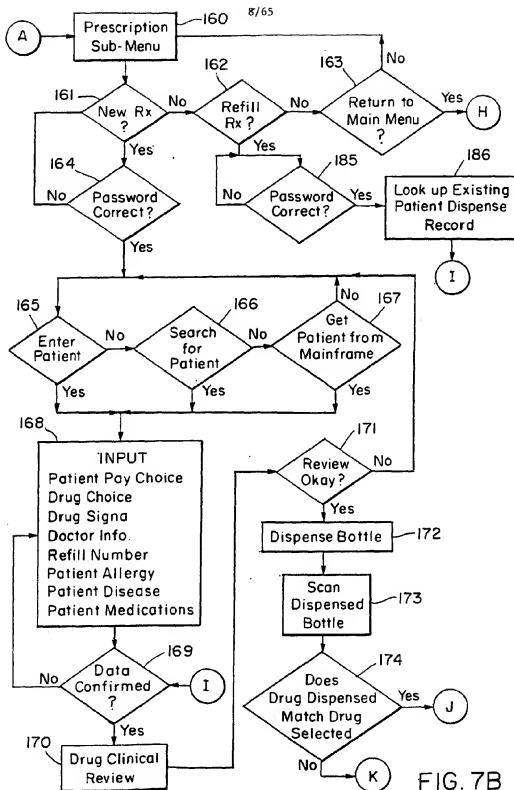 8/65
A
Prescription
Sub-Menu
160
161
New Rx
?
No
Yes
162
Refill
Rx?
No
Yes
163
No
Return to
Main Menu
?
Yes
H
164
No
Password
Correct?
Yes
185
No
Password
Correct?
Yes
186
Look up Existing
Patient Dispense
Record
I
165
Enter
Patient
No
Yes
166
Search
for
Patient
No
Yes
167
No
Get
Patient from
Mainframe
Yes
168
INPUT
Patient Pay Choice
Drug Choice
Drug Signa
Doctor Info.
Refill Number
Patient Allergy
Patient Disease
Patient Medications
169
No
Data
Confirmed
?
I
Yes
170
Drug Clinical
Review
171
Review
Okay?
No
Yes
Dispense Bottle
172
Scan
Dispensed
Bottle
173
174
Does
Drug Dispensed
Match Drug
Selected
Yes
J
No
K
FIG. 7B